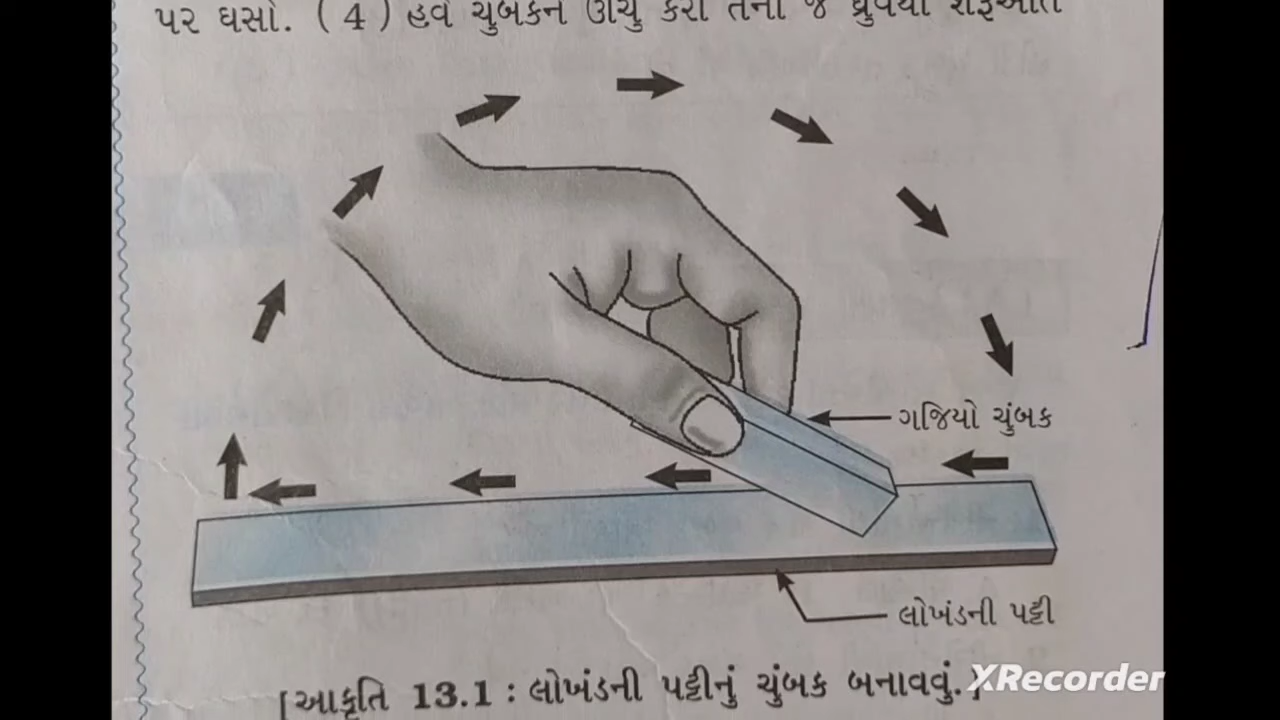 પર ઘસો. ( 4 ) હવે ચુંબકને ઊંચું કરી તેના જ ધ્રુવથી શરૂઆત
ગજિયો ચુંબક
લોખંડની પટ્ટી
[આકૃતિ 13.1 : લોખંડની પટ્ટીનું ચુંબક બનાવવું.]
XRecorder